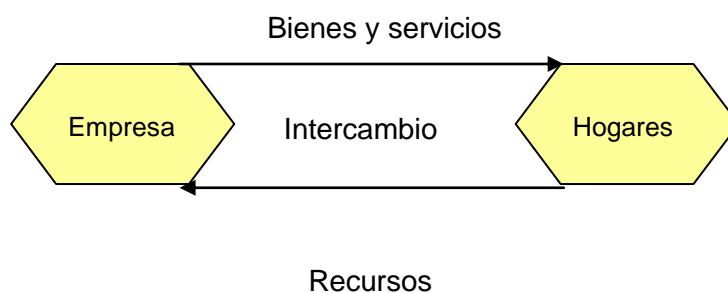 Bienes y servicios
Empresa
Intercambio
Hogares
Recursos